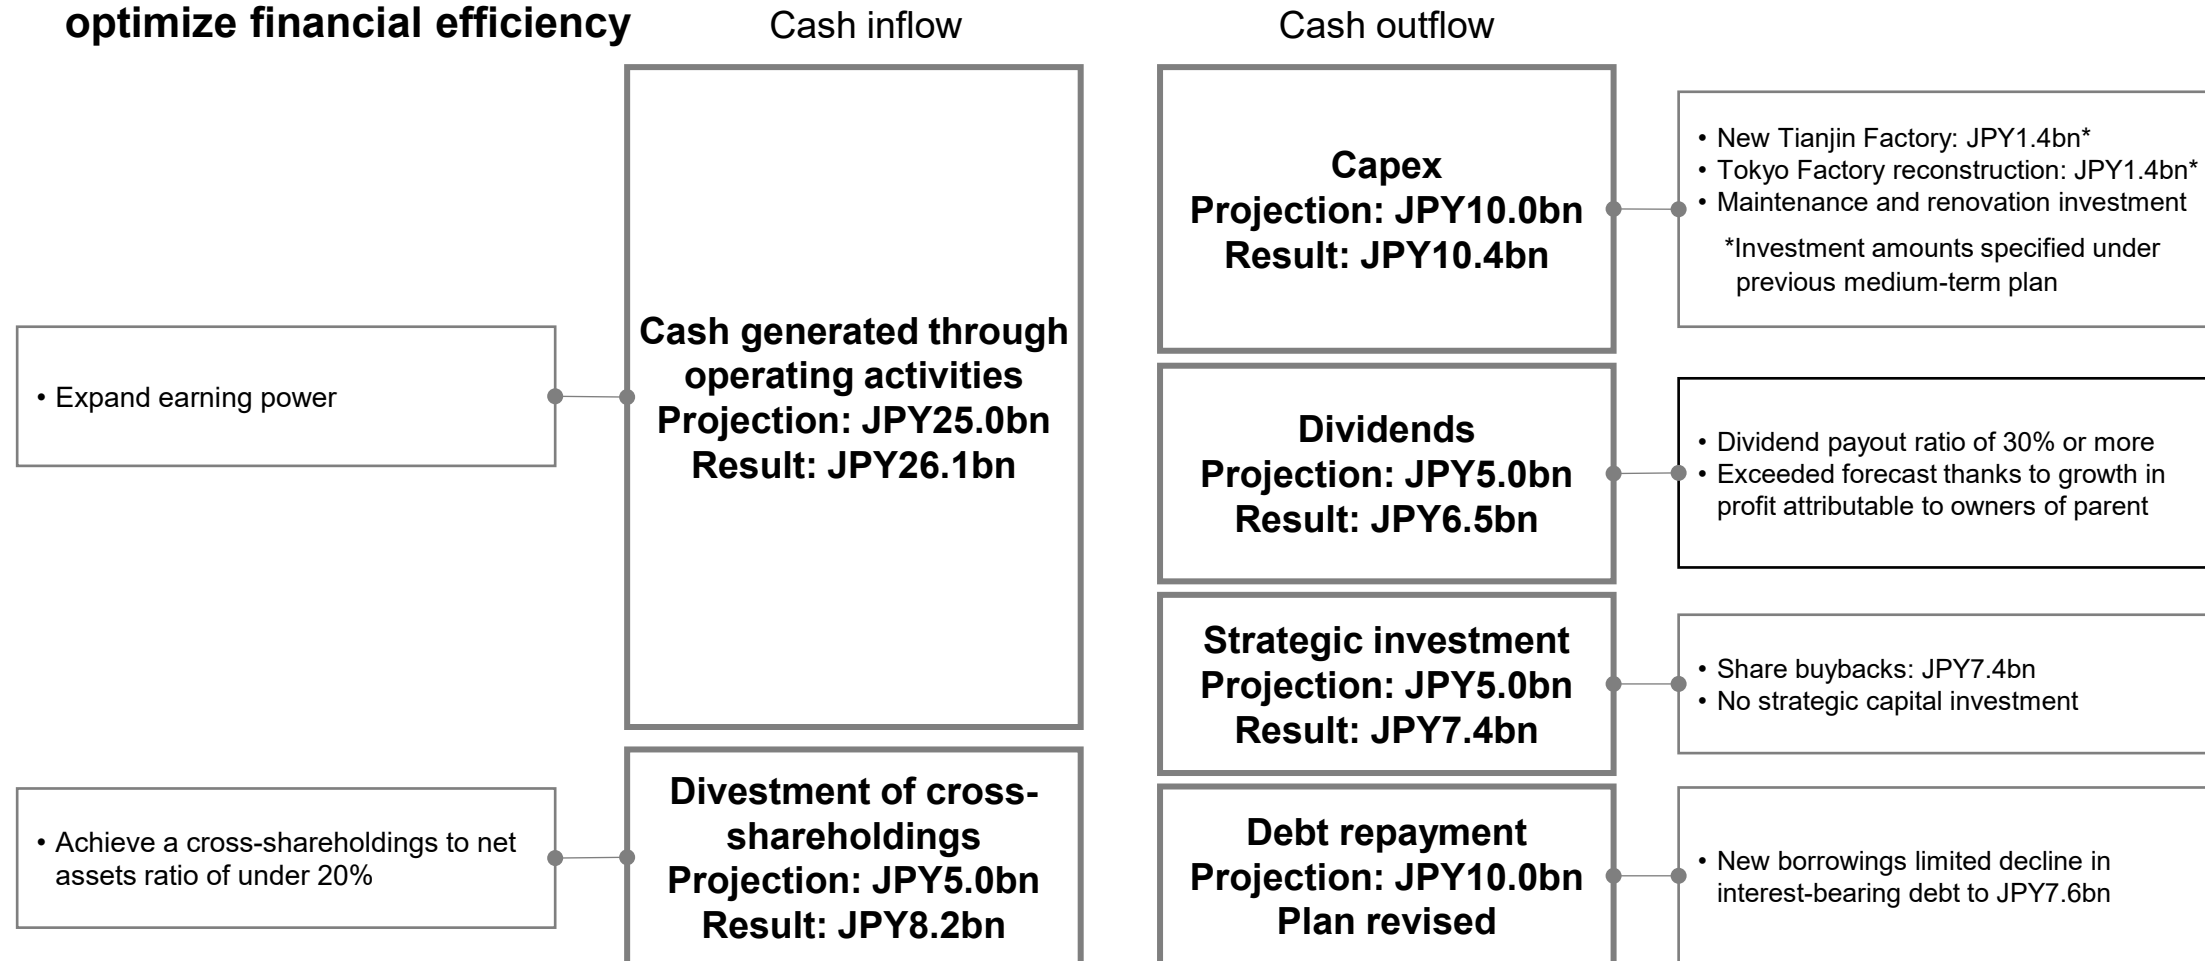 optimize financial efficiency
Cash inflow
Cash outflow
• Expand earning power
Cash generated through
operating activities
Projection: JPY25.0bn
Result: JPY26.1bn
• Achieve a cross-shareholdings to net
assets ratio of under 20%
Divestment of cross-
shareholdings
Projection: JPY5.0bn
Result: JPY8.2bn
Capex
Projection: JPY10.0bn
Result: JPY10.4bn
• New Tianjin Factory: JPY1.4bn*
• Tokyo Factory reconstruction: JPY1.4bn*
• Maintenance and renovation investment
*Investment amounts specified under
previous medium-term plan
Dividends
Projection: JPY5.0bn
Result: JPY6.5bn
• Dividend payout ratio of 30% or more
• Exceeded forecast thanks to growth in
profit attributable to owners of parent
Strategic investment
Projection: JPY5.0bn
Result: JPY7.4bn
• Share buybacks: JPY7.4bn
• No strategic capital investment
Debt repayment
Projection: JPY10.0bn
Plan revised
• New borrowings limited decline in
interest-bearing debt to JPY7.6bn